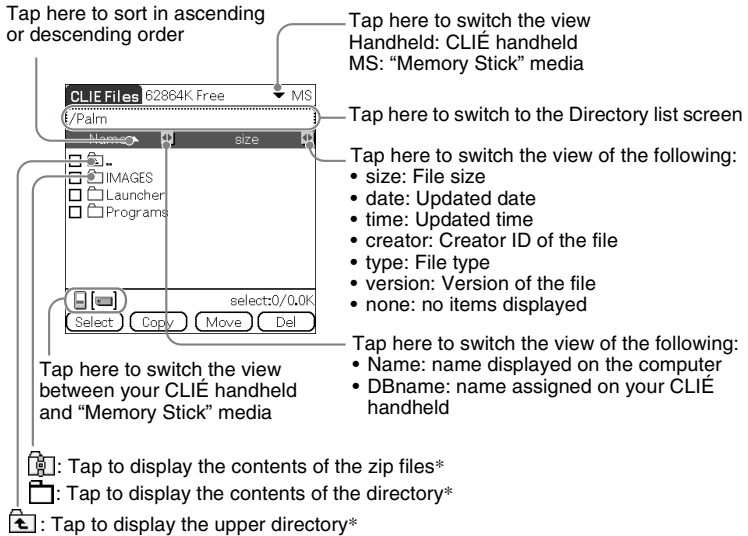 Tap here to sort in ascending
or descending order
Tap here to switch the view
Handheld: CLIÉ handheld
MS: “Memory Stick” media
CLIE Files 62864K Free MS
/Palm
Tap here to switch to the Directory list screen
Name size
Tap here to switch the view of the following:
• size: File size
• date: Updated date
• time: Updated time
• creator: Creator ID of the file
• type: File type
• version: Version of the file
• none: no items displayed
..
IMAGES
Launcher
Programs
select:0/0.0K
Select Copy Move Del
Tap here to switch the view of the following:
• Name: name displayed on the computer
• DBname: name assigned on your CLIÉ
handheld
Tap here to switch the view
between your CLIÉ handheld
and “Memory Stick” media
: Tap to display the contents of the zip files*
: Tap to display the contents of the directory*
: Tap to display the upper directory*